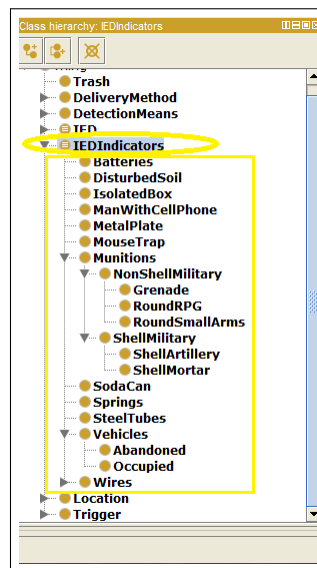 Class hierarchy: IEDIndicators
Trash
DeliveryMethod
DetectionMeans
IED
IEDIndicators
Batteries
DisturbedSoil
IsolatedBox
ManWithCellPhone
MetalPlate
MouseTrap
Munitions
NonShellMilitary
Grenade
RoundRPG
RoundSmallArms
ShellMilitary
ShellArtillery
ShellMortar
SodaCan
Springs
SteelTubes
Vehicles
Abandoned
Occupied
Wires
Location
Trigger